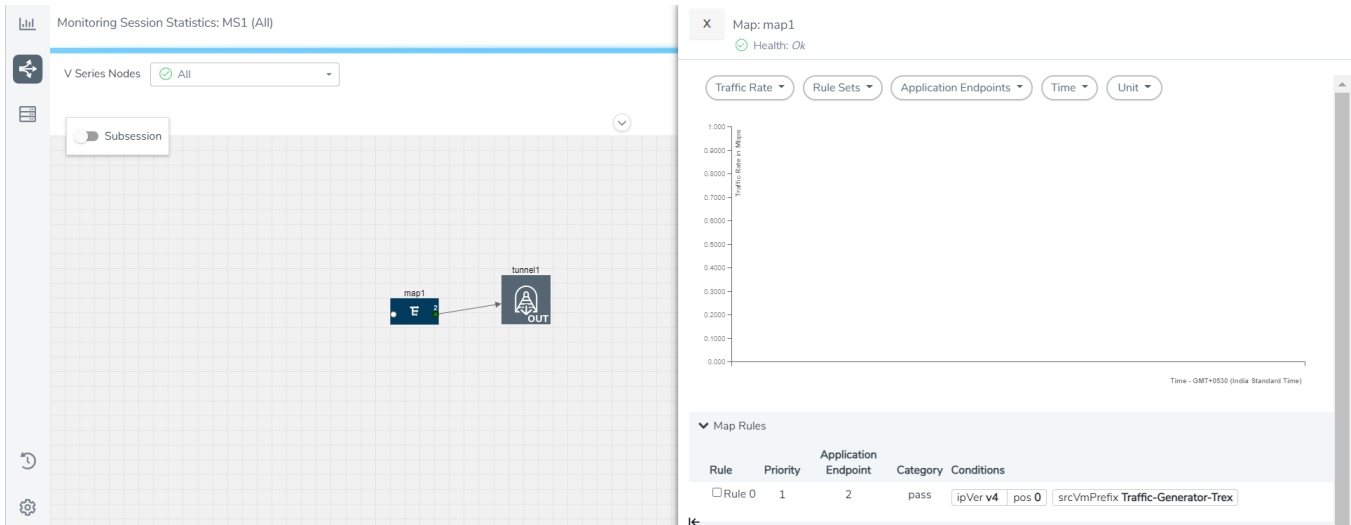 Monitoring Session Statistics: MS1 (All)
V Series Nodes
All
Subsession
map1
2
tunnel1
OUT
X
Map: map1
Health: Ok
Traffic Rate
Rule Sets
Application Endpoints
Time
Unit
Traffic Rate in Mbps
1.000
0.9000
0.8000
0.7000
0.6000
0.5000
0.4000
0.3000
0.2000
0.1000
0.000
Time - GMT+0530 (India Standard Time)
Map Rules
Rule Priority Application Endpoint Category Conditions
Rule 0 1 2 pass ipVer v4 pos 0 srcVmPrefix Traffic-Generator-Trex